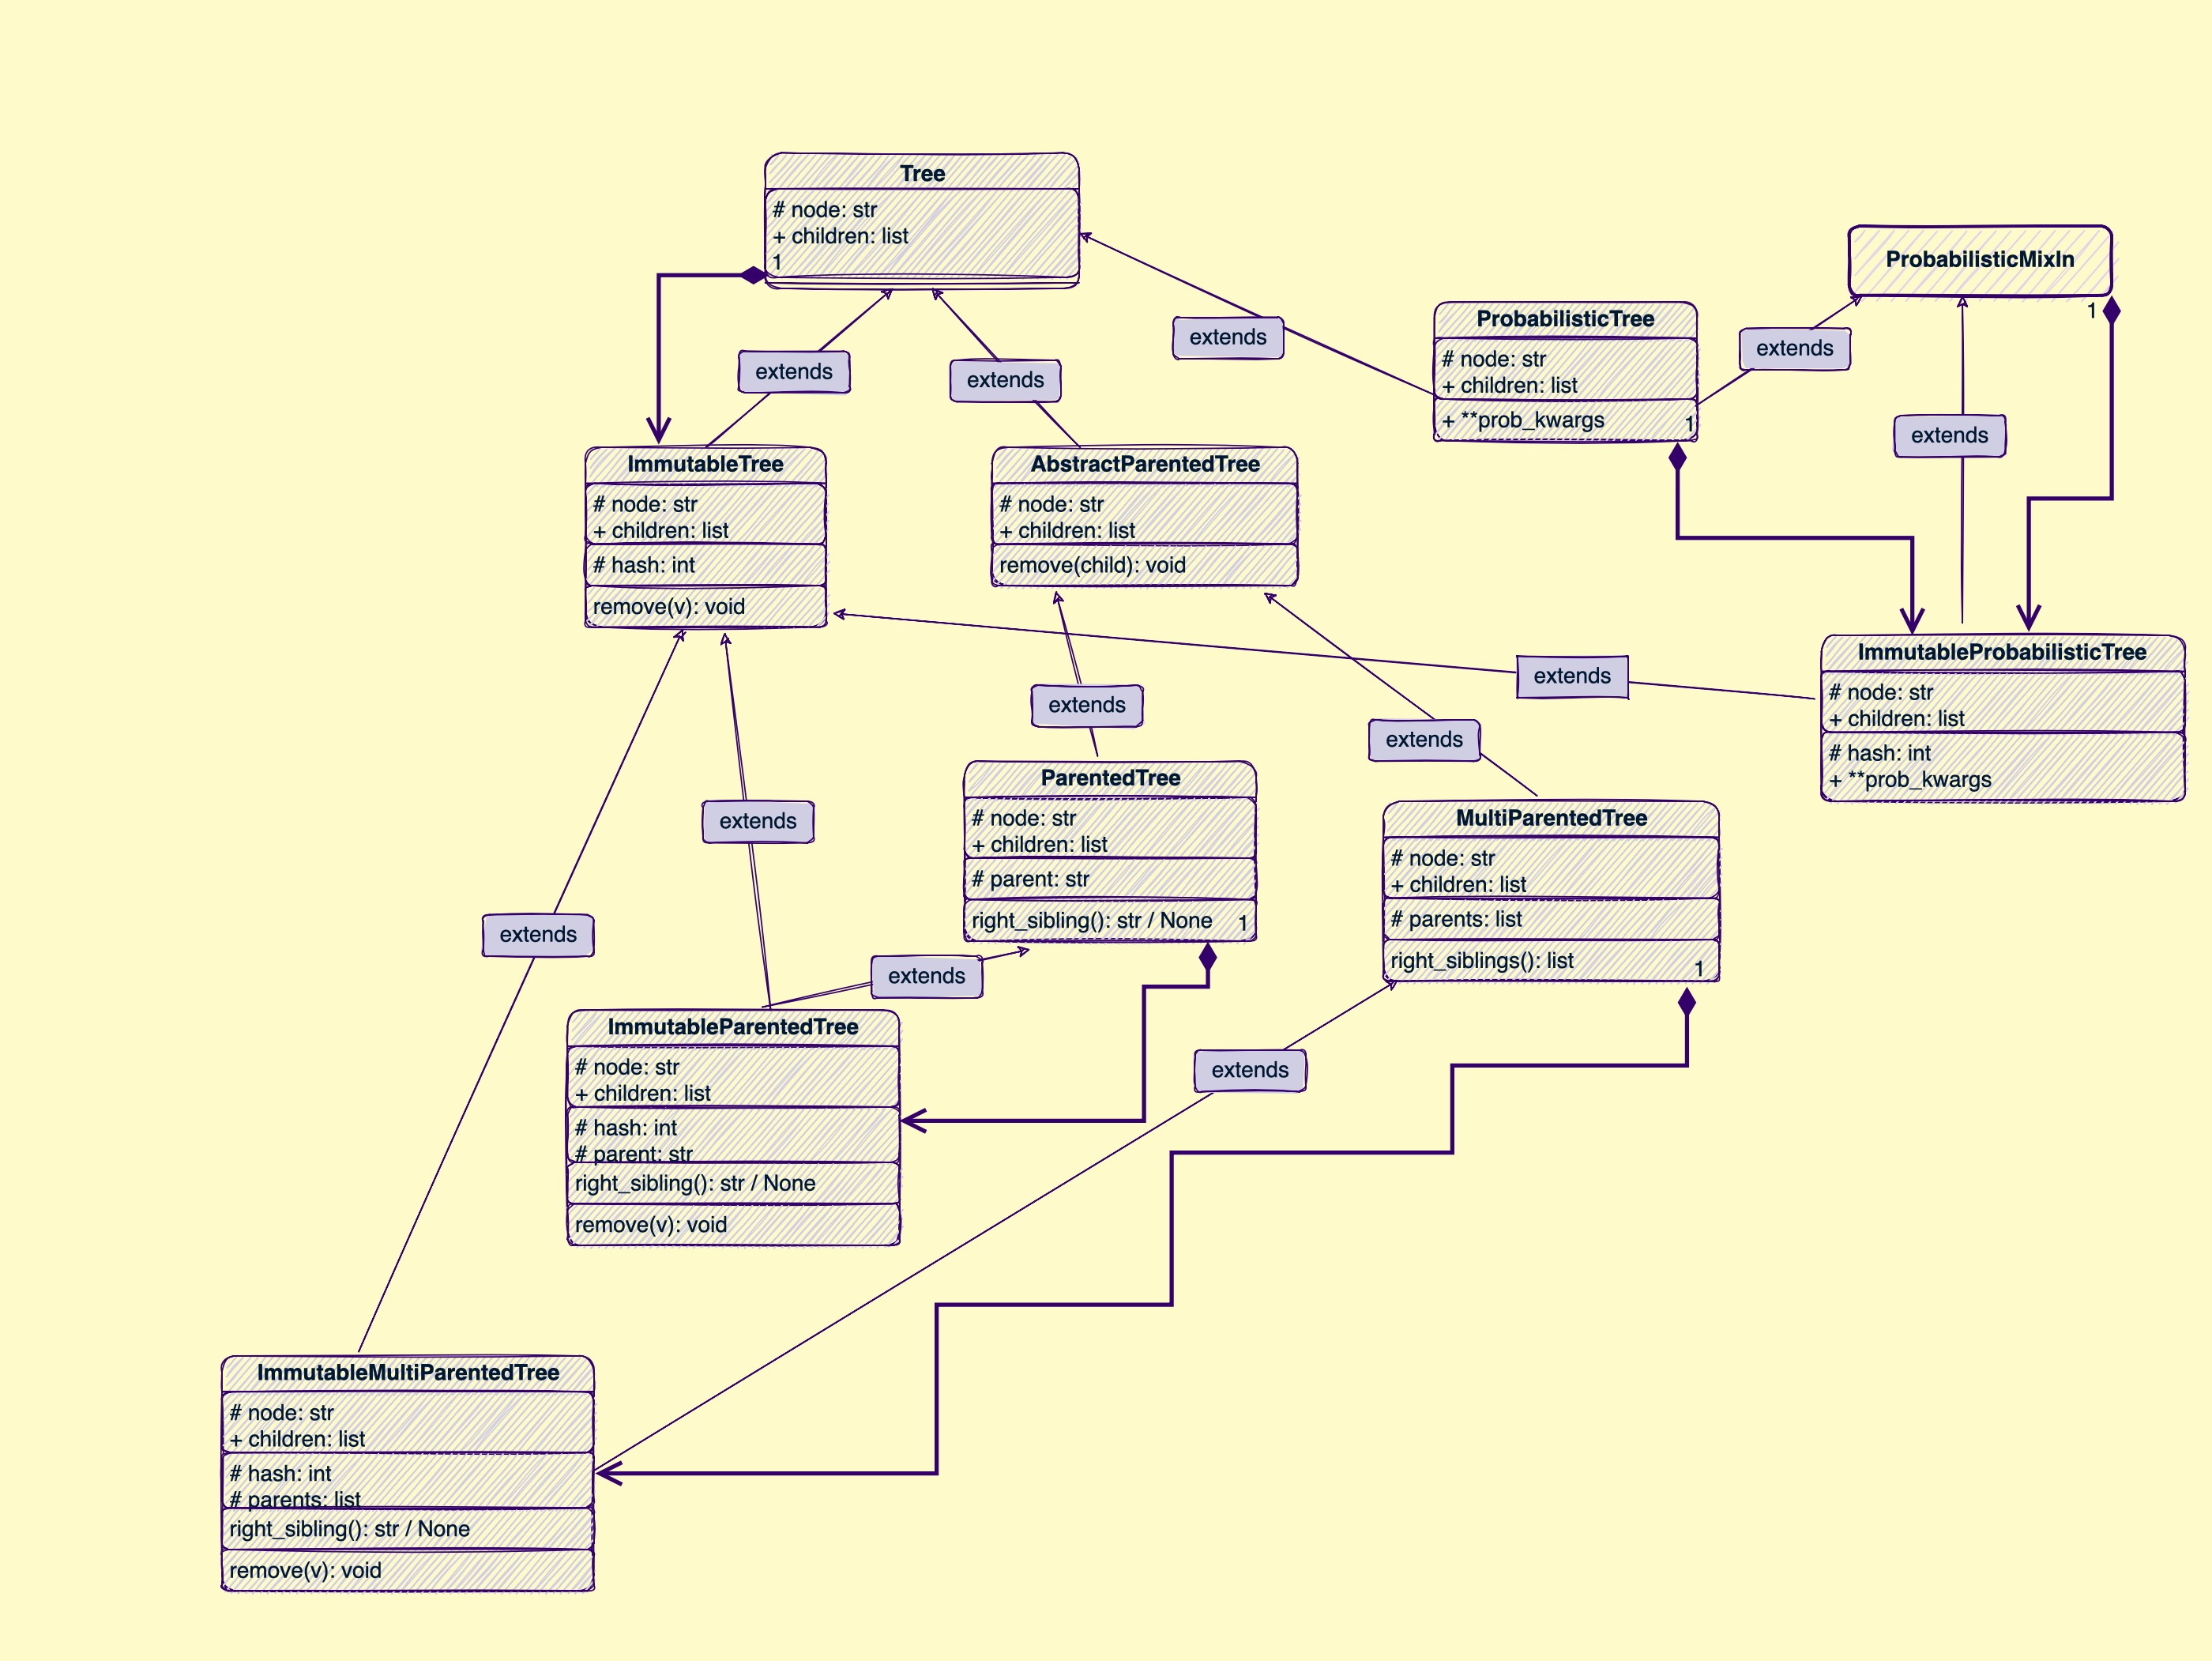 Tree
# node: str
+ children: list
1
ProbabilisticMixIn
1
ProbabilisticTree
# node: str
+ children: list
+ **prob_kwargs
1
extends
extends
extends
extends
extends
ImmutableTree
# node: str
+ children: list
# hash: int
remove(v): void
AbstractParentedTree
# node: str
+ children: list
remove(child): void
ImmutableProbabilisticTree
# node: str
+ children: list
# hash: int
+ **prob_kwargs
extends
extends
extends
extends
ParentedTree
# node: str
+ children: list
# parent: str
right_sibling(): str / None
1
MultiParentedTree
# node: str
+ children: list
# parents: list
right_siblings(): list
1
extends
extends
extends
ImmutableParentedTree
# node: str
+ children: list
# hash: int
# parent: str
right_sibling(): str / None
remove(v): void
ImmutableMultiParentedTree
# node: str
+ children: list
# hash: int
# parents: list
right_sibling(): str / None
remove(v): void